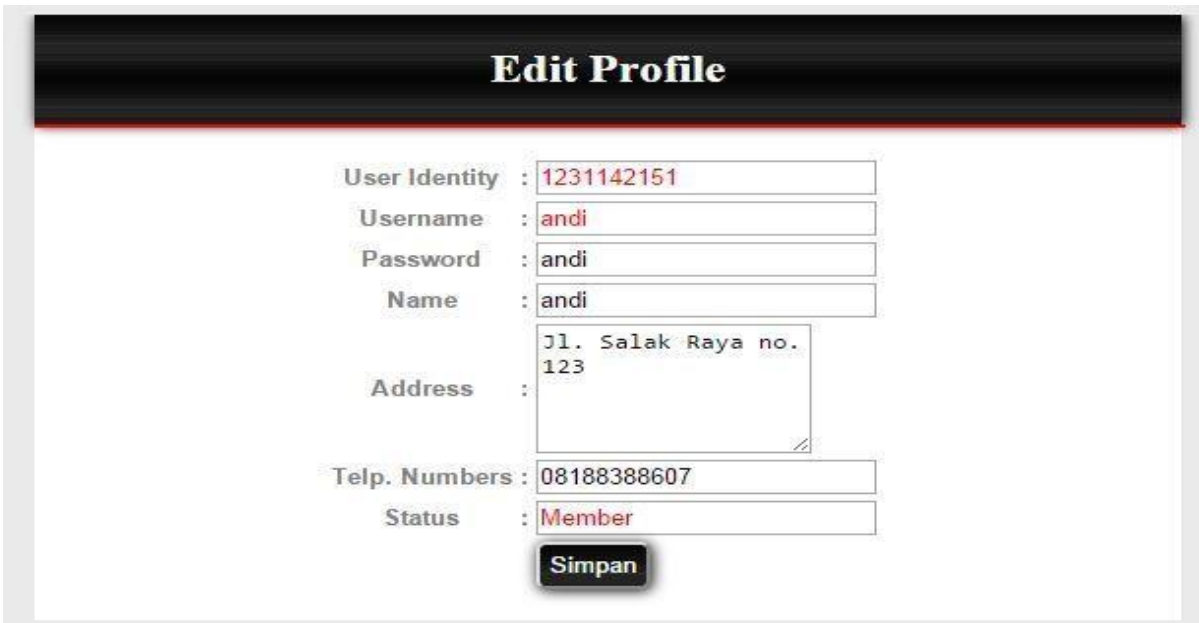 Edit Profile
User Identity : 1231142151
Username : andi
Password : andi
Name : andi
Address : Jl. Salak Raya no.
123
Telp. Numbers : 08188388607
Status : Member
Simpan